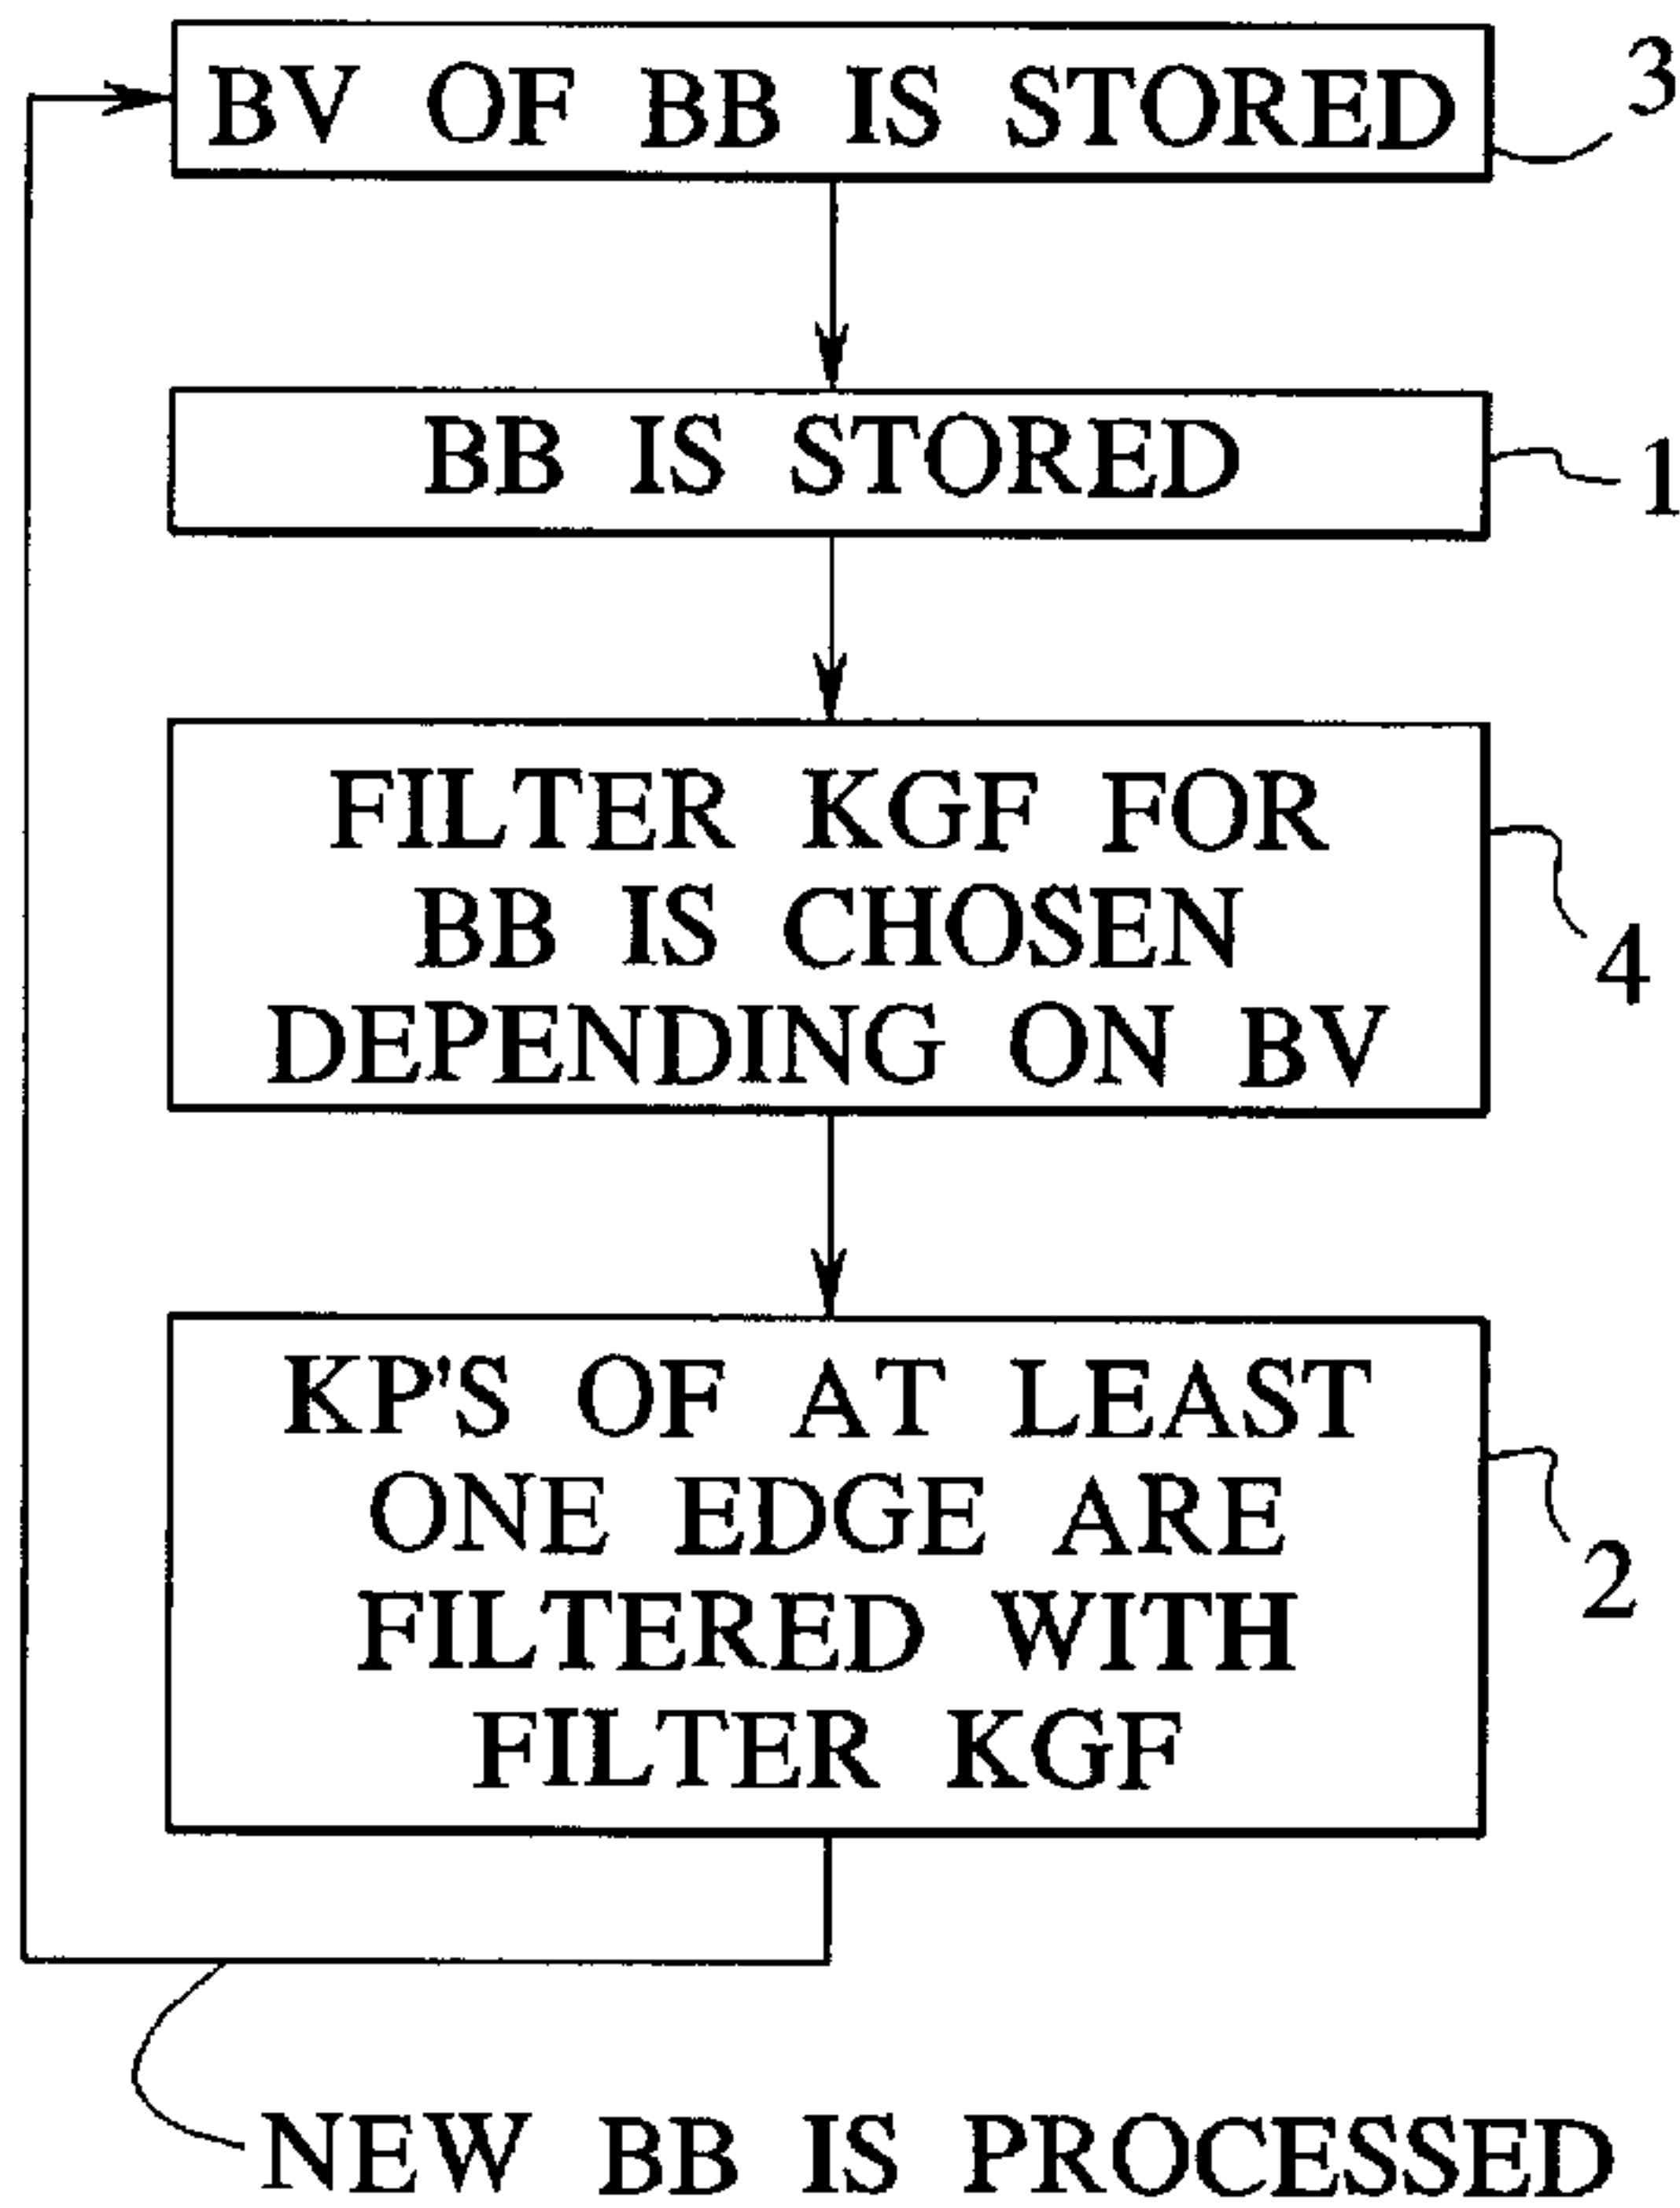 BV OF BB IS STORED
3
BB IS STORED
1
FILTER KGF FOR
BB IS CHOSEN
DEPENDING ON BV
4
KP'S OF AT LEAST
ONE EDGE ARE
FILTERED WITH
FILTER KGF
2
NEW BB IS PROCESSED